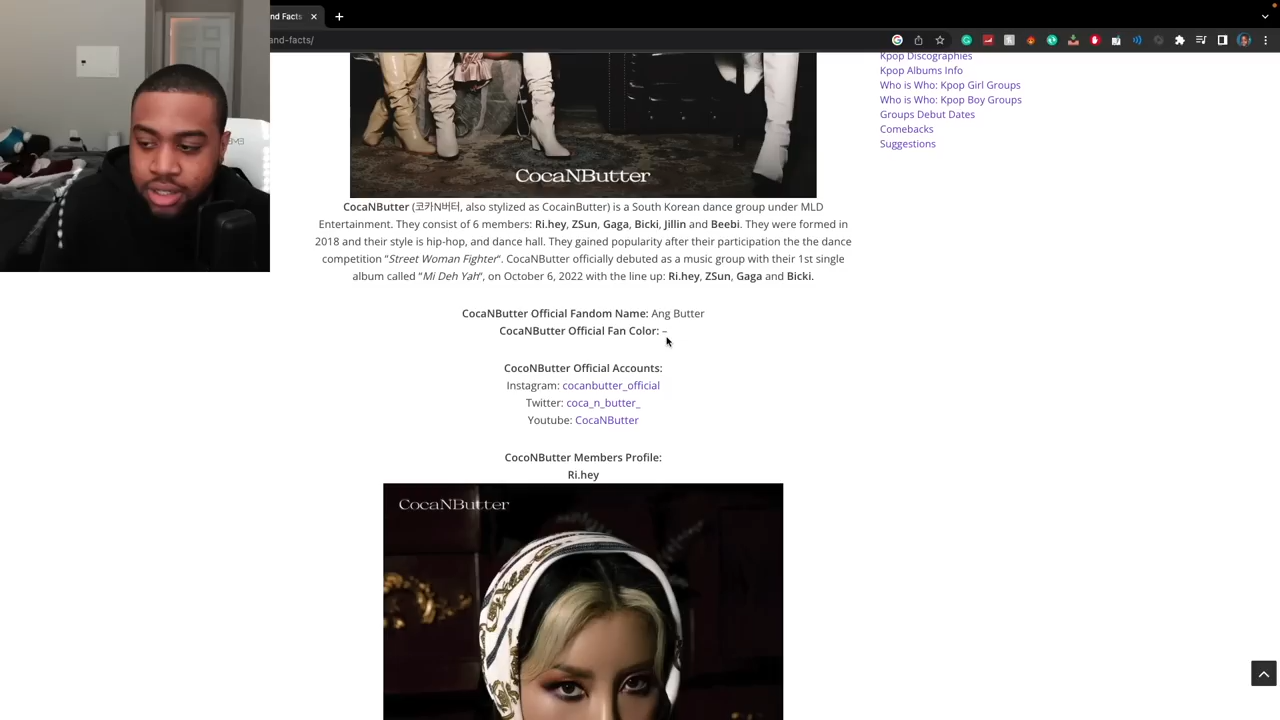 nd Facts
and-facts/
Kpop Discographies
Kpop Albums Info
Who is Who: Kpop Girl Groups
Who is Who: Kpop Boy Groups
Groups Debut Dates
Comebacks
Suggestions
CocaNButter
CocaNButter (코카N버터, also stylized as CocainButter) is a South Korean dance group under MLD
Entertainment. They consist of 6 members: Ri.hey, ZSun, Gaga, Bicki, Jillin and Beebi. They were formed in
2018 and their style is hip-hop, and dance hall. They gained popularity after their participation the the dance
competition “Street Woman Fighter“. CocaNButter officially debuted as a music group with their 1st single
album called “Mi Deh Yah“, on October 6, 2022 with the line up: Ri.hey, ZSun, Gaga and Bicki.
CocaNButter Official Fandom Name: Ang Butter
CocaNButter Official Fan Color: –
CocoNButter Official Accounts:
Instagram: cocanbutter_official
Twitter: coca_n_butter_
Youtube: CocaNButter
CocoNButter Members Profile:
Ri.hey
CocaNButter